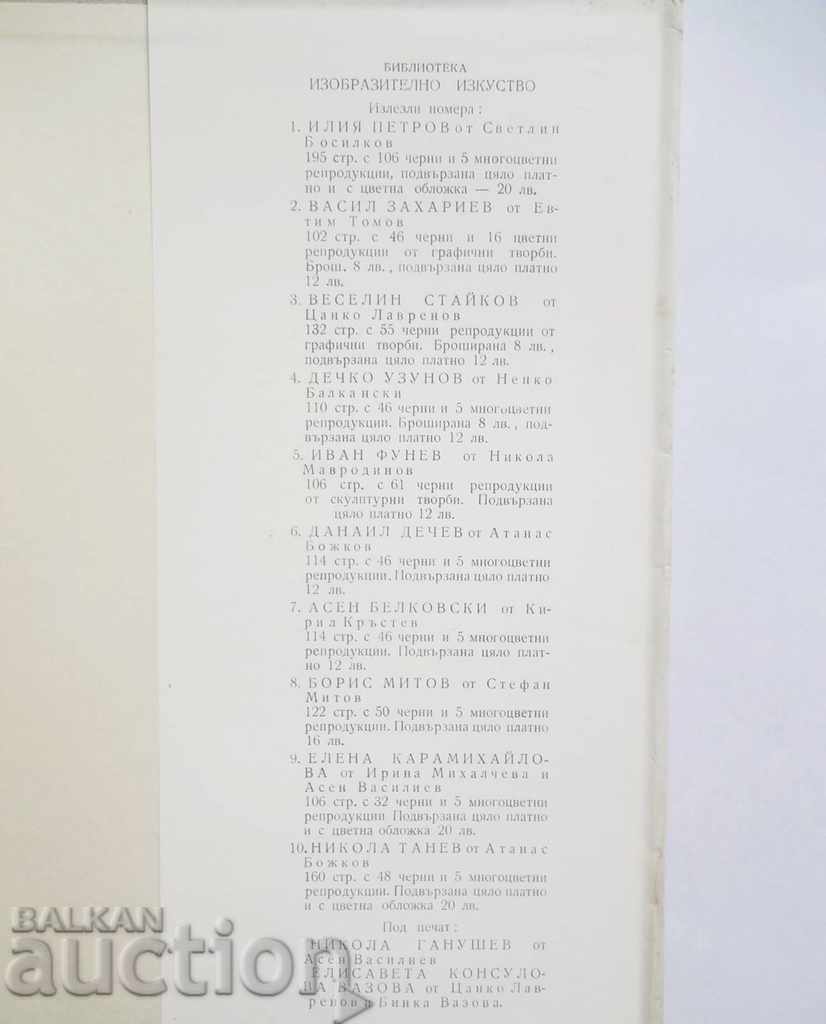 БИБЛИОТЕКА
ИЗОБРАЗИТЕЛНО ИЗКУСТВО
Излезли номера:
1. ИЛИЯ ПЕТРОВ от Светлин
Босилков
195 стр. с 106 черни и 5 многоцветни
репродукции, подвързана цяло плат-
но и с цветна обложка — 20 лв.
2. ВАСИЛ ЗАХАРИЕВ от Ев-
тим Томов
102 стр. с 46 черни и 16 цветни
репродукции от графични творби.
Брош. 8 лв., подвързана цяло платно
12 лв.
3. ВЕСЕЛИН СТАЙКОВ от
Цанко Лавренов
132 стр. с 55 черни репродукции от
графични творби. Броширана 8 лв.,
подвързана цяло платно 12 лв.
4. ДЕЧКО УЗУНОВ от Ненко
Балкански
110 стр. с 46 черни и 5 многоцветни
репродукции. Броширана 8 лв., под-
вързана цяло платно 12 лв.
5. ИВАН ФУНЕВ от Никола
Мавродинов
106 стр. с 61 черни репродукции
от скулптурни творби. Подвързана
цяло платно 12 лв.
6. ДАНАИЛ ДЕЧЕВ от Атанас
Божков
114 стр. с 46 черни и 5 многоцветни
репродукции. Подвързана цяло платно
12 лв.
7. АСЕН БЕЛКОВСКИ от Ки-
рил Кръстев
114 стр. с 46 черни и 5 многоцветни
репродукции. Подвързана цяло плат-
но 12 лв.
8. БОРИС МИТОВ от Стефан
Митов
122 стр. с 50 черни и 5 многоцветни
репродукции. Подвързана цяло платно
16 лв.
9. ЕЛЕНА КАРАМИХАЙЛО-
ВА от Ирина Михалчева и
Асен Василиев
106 стр. с 32 черни и 5 многоцветни
репродукции Подвързана цяло платно
и с цветна обложка 20 лв.
10. НИКОЛА ТАНЕВ от Атанас
Божков
160 стр. с 48 черни и 5 многоцветни
репродукции. Подвързана цяло платно
и с цветна обложка 20 лв.
Под печат:
НИКОЛА ГАНУШЕВ от
Асен Василиев
ЕЛИСАВЕТА КОНСУЛО-
ВА ВАЗОВА от Цанко Лав-
ренов и Бинка Вазова.
BALKAN
auction